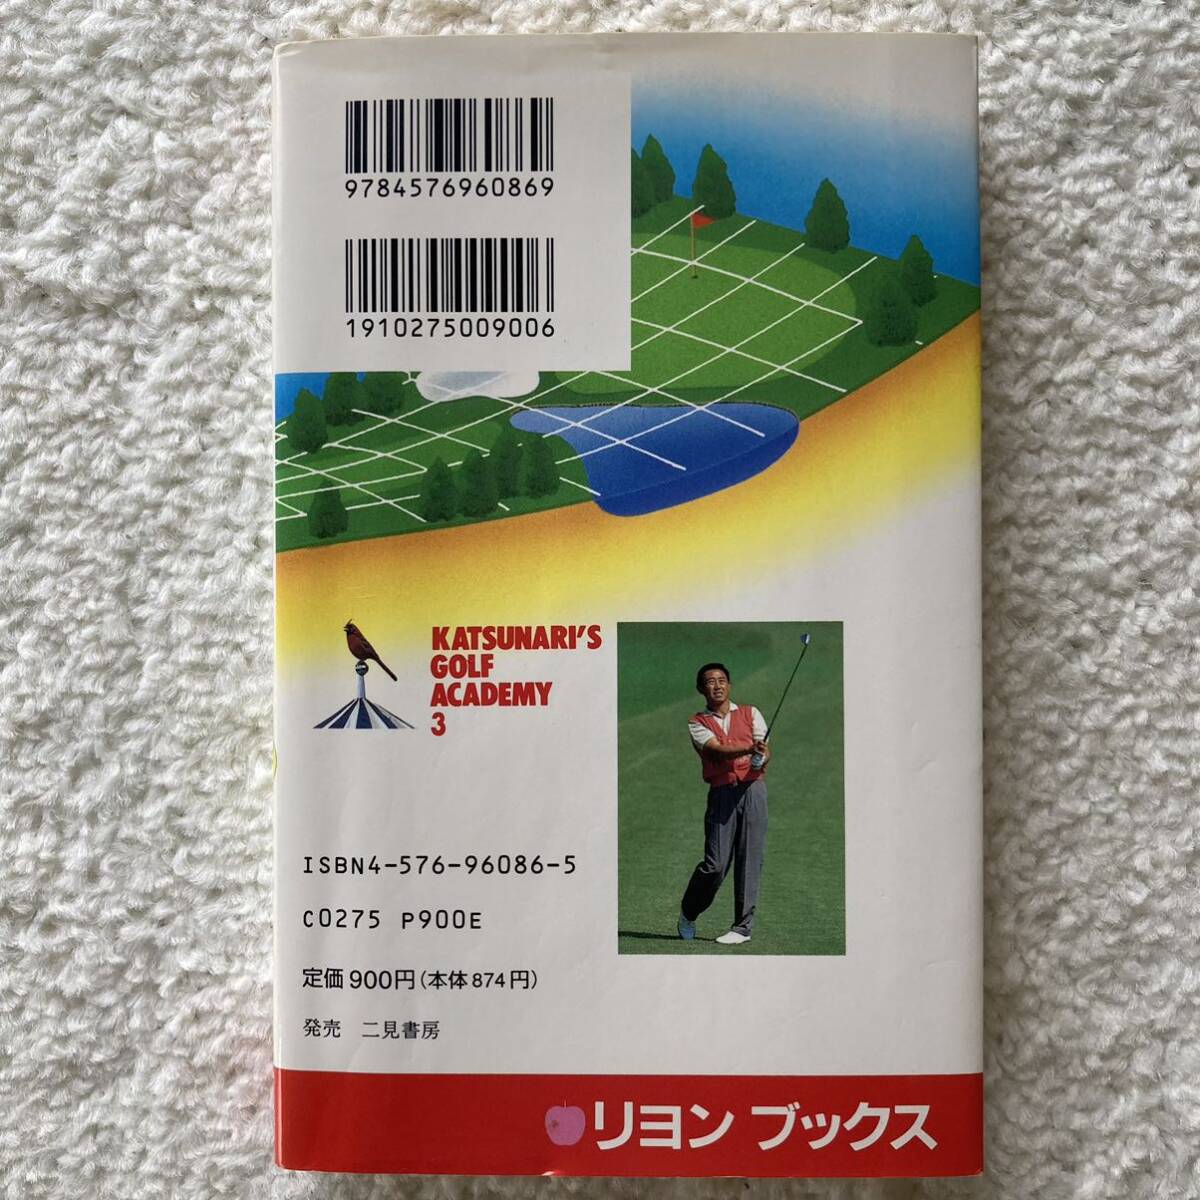 9784576960869
1910275009006
KATSUNARI'S
GOLF
ACADEMY
3
ISBN4-576-96086-5
C0275 P900E
定価900円(本体874円)
発売 二見書房
リヨンブックス